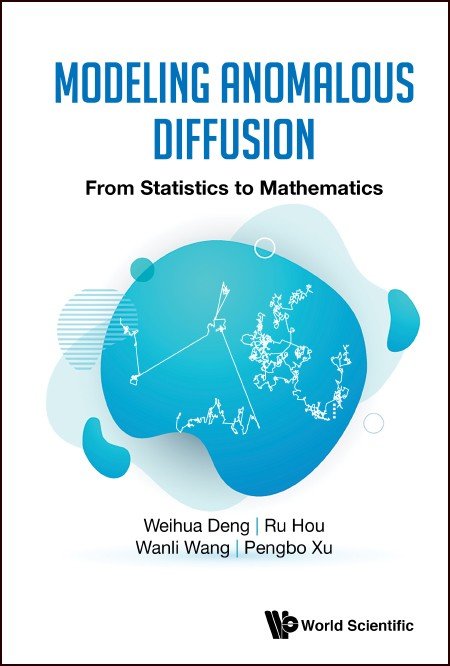 MODELING ANOMALOUS
DIFFUSION
From Statistics to Mathematics
Weihua Deng | Ru Hou
Wanli Wang | Pengbo Xu
World Scientific